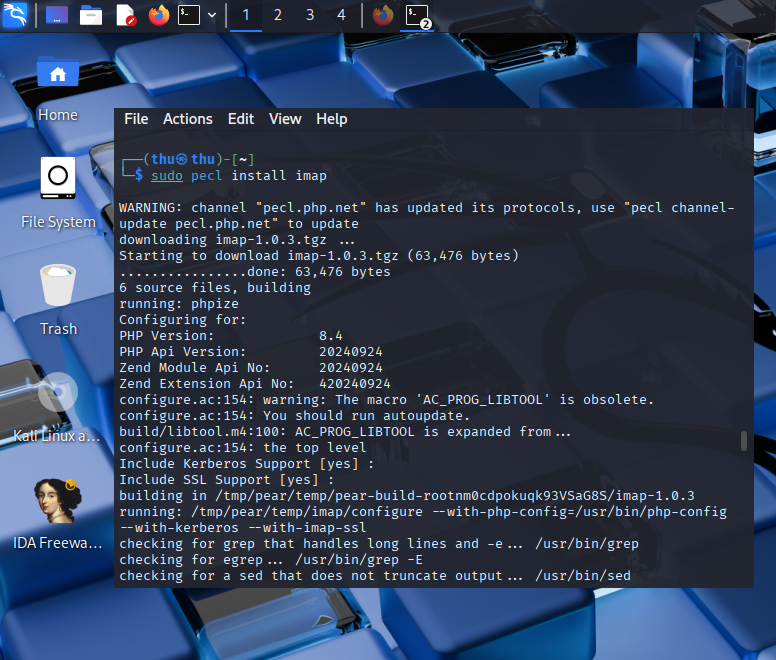 1 2 3 4
2
Home
File System
Trash
Kali Linux a...
IDA Freewa...
File Actions Edit View Help
┌──(thu㉿thu)-[~]
└─$ sudo pecl install imap
WARNING: channel "pecl.php.net" has updated its protocols, use "pecl channel-
update pecl.php.net" to update
downloading imap-1.0.3.tgz ...
Starting to download imap-1.0.3.tgz (63,476 bytes)
................done: 63,476 bytes
6 source files, building
running: phpize
Configuring for:
PHP Version: 8.4
PHP Api Version: 20240924
Zend Module Api No: 20240924
Zend Extension Api No: 420240924
configure.ac:154: warning: The macro 'AC_PROG_LIBTOOL' is obsolete.
configure.ac:154: You should run autoupdate.
build/libtool.m4:100: AC_PROG_LIBTOOL is expanded from...
configure.ac:154: the top level
Include Kerberos Support [yes] :
Include SSL Support [yes] :
building in /tmp/pear/temp/pear-build-rootnm0cdpokuqk93VSaG8S/imap-1.0.3
running: /tmp/pear/temp/imap/configure --with-php-config=/usr/bin/php-config
--with-kerberos --with-imap-ssl
checking for grep that handles long lines and -e... /usr/bin/grep
checking for egrep... /usr/bin/grep -E
checking for a sed that does not truncate output... /usr/bin/sed